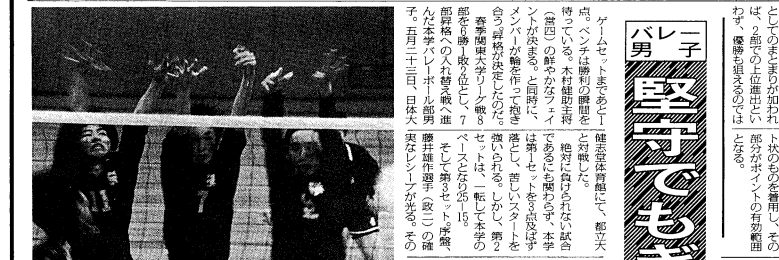 としてのまとまりが加われ
ば、2部での上位進出とい
わず、優勝も狙えるのでは
ト状のものを着用し、その
部分がポイントの有効範囲
となる。
バレー
男子
堅守でもぎ
ゲームセットまであと1
点。ベンチは勝利の瞬間を
待っている。木村健助主将
(営四)の鮮やかなフェイ
ントが決まる。と同時に、
メンバーが輪を作って抱き
合う。昇格が決定したのだ。
春季関東大学リーグ戦8
部を6勝1敗2位とし、7
部昇格への入れ替え戦へ進
んだ本学バレーボール部男
子。五月二十三日、日体大
健志堂体育館にて、都立大
と対戦した。
絶対に負けられない試合
であるにも関わらず、本学
は第1セットを3点及ばず
落とし、苦しいスタートを
強いられる。しかし、第2
セットは、一転して本学の
ペースとなり25―15。
そして第3セット。序盤、
藤井雄作選手(政二)の確
実なレシーブが光る。その